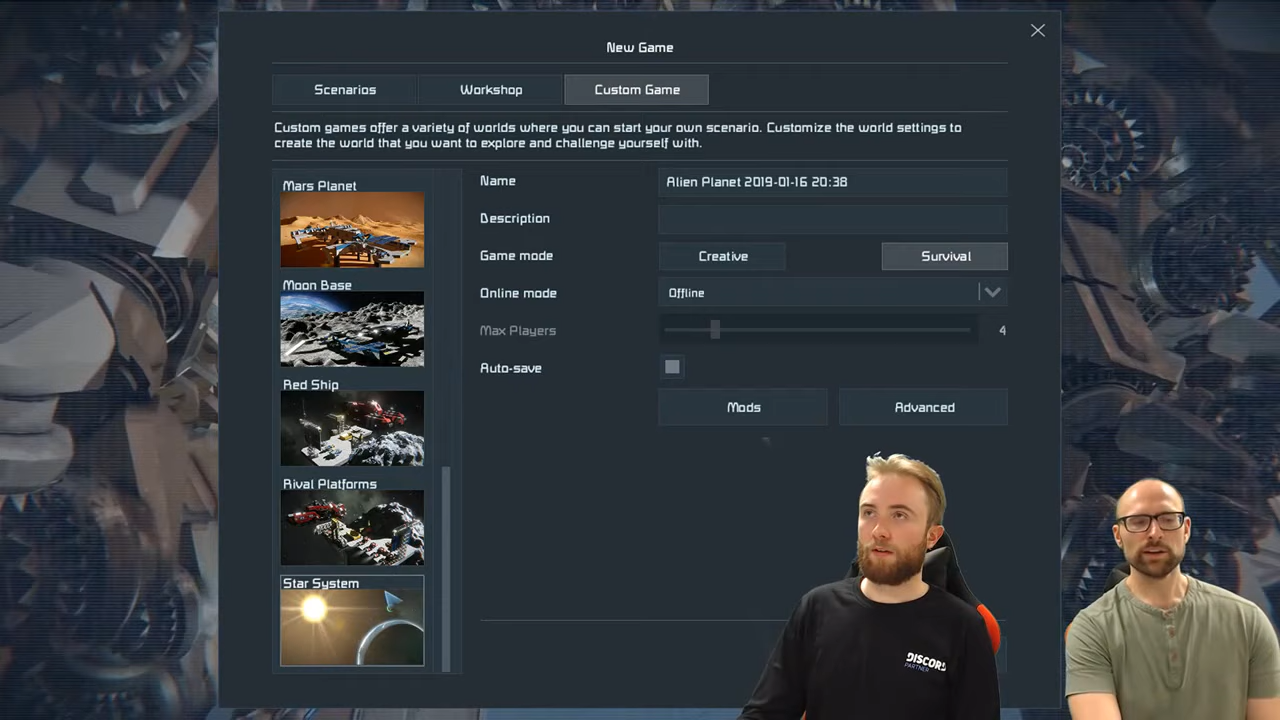 New Game
Scenarios
Workshop
Custom Game
Custom games offer a variety of worlds where you can start your own scenario. Customize the world settings to
create the world that you want to explore and challenge yourself with.
Mars Planet
Moon Base
Red Ship
Rival Platforms
Star System
Name
Alien Planet 2019-01-16 20:38
Description
Game mode
Creative
Survival
Online mode
Offline
Max Players
4
Auto-save
Mods
Advanced
DISCORD
PARTNER